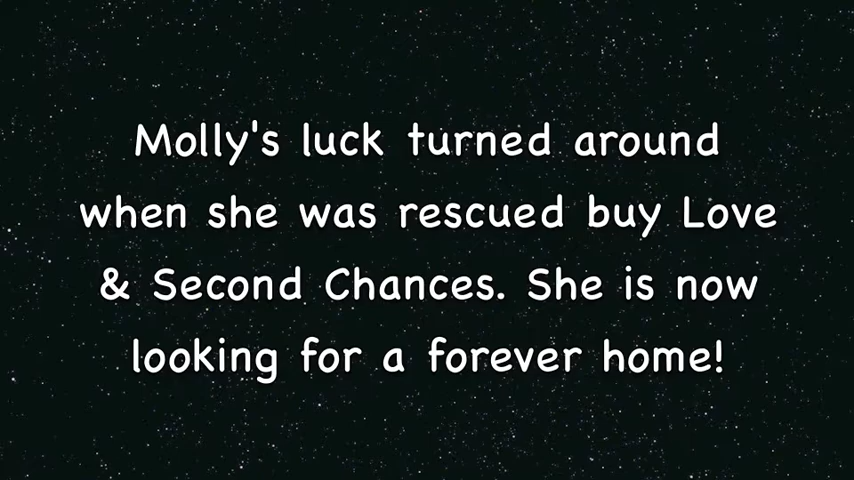 Molly's luck turned around
when she was rescued buy Love
& Second Chances. She is now
looking for a forever home!